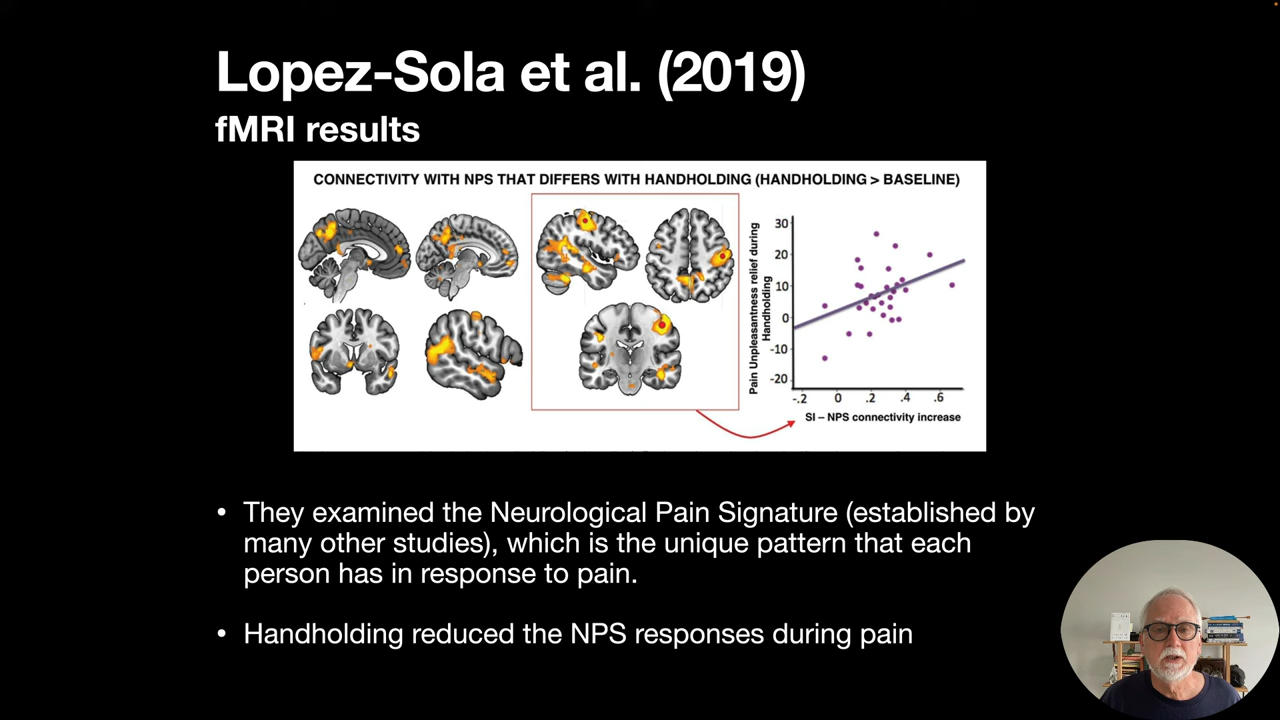 Lopez-Sola et al. (2019)
fMRI results
CONNECTIVITY WITH NPS THAT DIFFERS WITH HANDHOLDING (HANDHOLDING > BASELINE)
Pain Unpleasantness relief during
Handholding
30
20
10
0
-10
-20
-.2 0 .2 .4 .6
SI – NPS connectivity increase
• They examined the Neurological Pain Signature (established by
many other studies), which is the unique pattern that each
person has in response to pain.
• Handholding reduced the NPS responses during pain